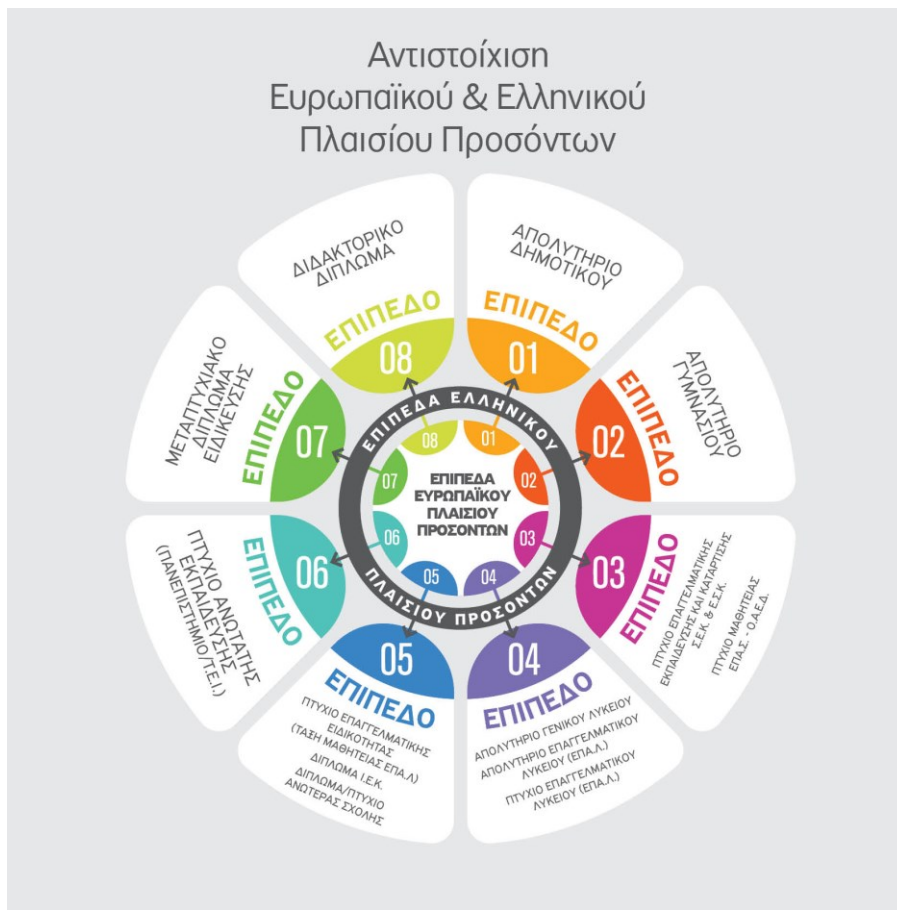 Αντιστοίχιση
Ευρωπαϊκού & Ελληνικού
Πλαισίου Προσόντων
ΑΠΟΛΥΤΗΡΙΟ
ΔΗΜΟΤΙΚΟΥ
ΕΠΙΠΕΔΟ
01
ΑΠΟΛΥΤΗΡΙΟ
ΓΥΜΝΑΣΙΟΥ
ΕΠΙΠΕΔΟ
02
ΕΠΙΠΕΔΟ
03
ΠΤΥΧΙΟ ΕΠΑΓΓΕΛΜΑΤΙΚΗΣ
ΕΚΠΑΙΔΕΥΣΗΣ ΚΑΙ ΚΑΤΑΡΤΙΣΗΣ
Σ.Ε.Κ. & Ε.Σ.Κ.
ΠΤΥΧΙΟ ΜΑΘΗΤΕΙΑΣ
ΕΠΑ.Σ. - Ο.Α.Ε.Δ.
04
ΕΠΙΠΕΔΟ
ΑΠΟΛΥΤΗΡΙΟ ΓΕΝΙΚΟΥ ΛΥΚΕΙΟΥ
ΑΠΟΛΥΤΗΡΙΟ ΕΠΑΓΓΕΛΜΑΤΙΚΟΥ
ΛΥΚΕΙΟΥ (ΕΠΑ.Λ.)
ΠΤΥΧΙΟ ΕΠΑΓΓΕΛΜΑΤΙΚΟΥ
ΛΥΚΕΙΟΥ (ΕΠΑ.Λ.)
05
ΕΠΙΠΕΔΟ
ΠΤΥΧΙΟ ΕΠΑΓΓΕΛΜΑΤΙΚΗΣ
ΕΙΔΙΚΟΤΗΤΑΣ
(ΤΑΞΗ ΜΑΘΗΤΕΙΑΣ ΕΠΑ.Λ)
ΔΙΠΛΩΜΑ Ι.Ε.Κ.
ΔΙΠΛΩΜΑ/ΠΤΥΧΙΟ
ΑΝΩΤΕΡΑΣ ΣΧΟΛΗΣ
06
ΕΠΙΠΕΔΟ
ΠΤΥΧΙΟ ΑΝΩΤΑΤΗΣ
ΕΚΠΑΙΔΕΥΣΗΣ
(ΠΑΝΕΠΙΣΤΗΜΙΟ/Τ.Ε.Ι.)
ΜΕΤΑΠΤΥΧΙΑΚΟ
ΔΙΠΛΩΜΑ
ΕΙΔΙΚΕΥΣΗΣ
ΕΠΙΠΕΔΟ
07
ΔΙΔΑΚΤΟΡΙΚΟ
ΔΙΠΛΩΜΑ
ΕΠΙΠΕΔΟ
08
ΕΠΙΠΕΔΑ ΕΛΛΗΝΙΚΟΥ
ΠΛΑΙΣΙΟΥ ΠΡΟΣΟΝΤΩΝ
01
02
03
04
05
06
07
08
ΕΠΙΠΕΔΑ
ΕΥΡΩΠΑΪΚΟΥ
ΠΛΑΙΣΙΟΥ
ΠΡΟΣΟΝΤΩΝ